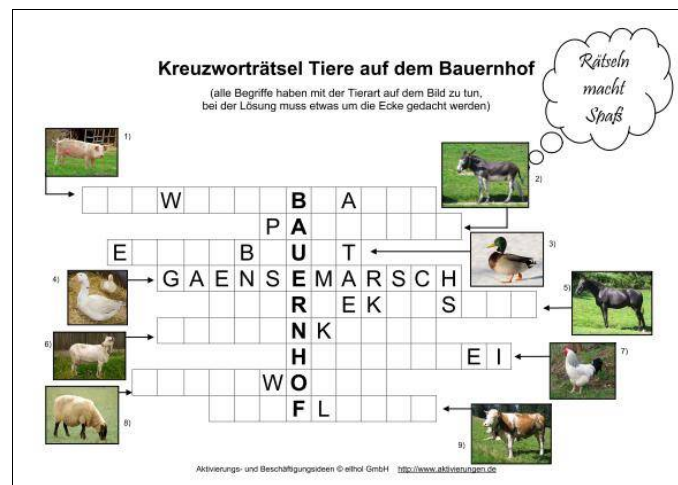 Kreuzworträtsel Tiere auf dem Bauernhof
(alle Begriffe haben mit der Tierart auf dem Bild zu tun,
bei der Lösung muss etwas um die Ecke gedacht werden)
Rätseln
macht
Spaß
1)
2)
W B A
P A
3)
E B U T
4)
G A E N S E M A R S C H
5)
R E K S
6)
N K
7)
H E I
W O
8)
F L
9)
Aktivierungs- und Beschäftigungsideen © ellhol GmbH http://www.aktivierungen.de